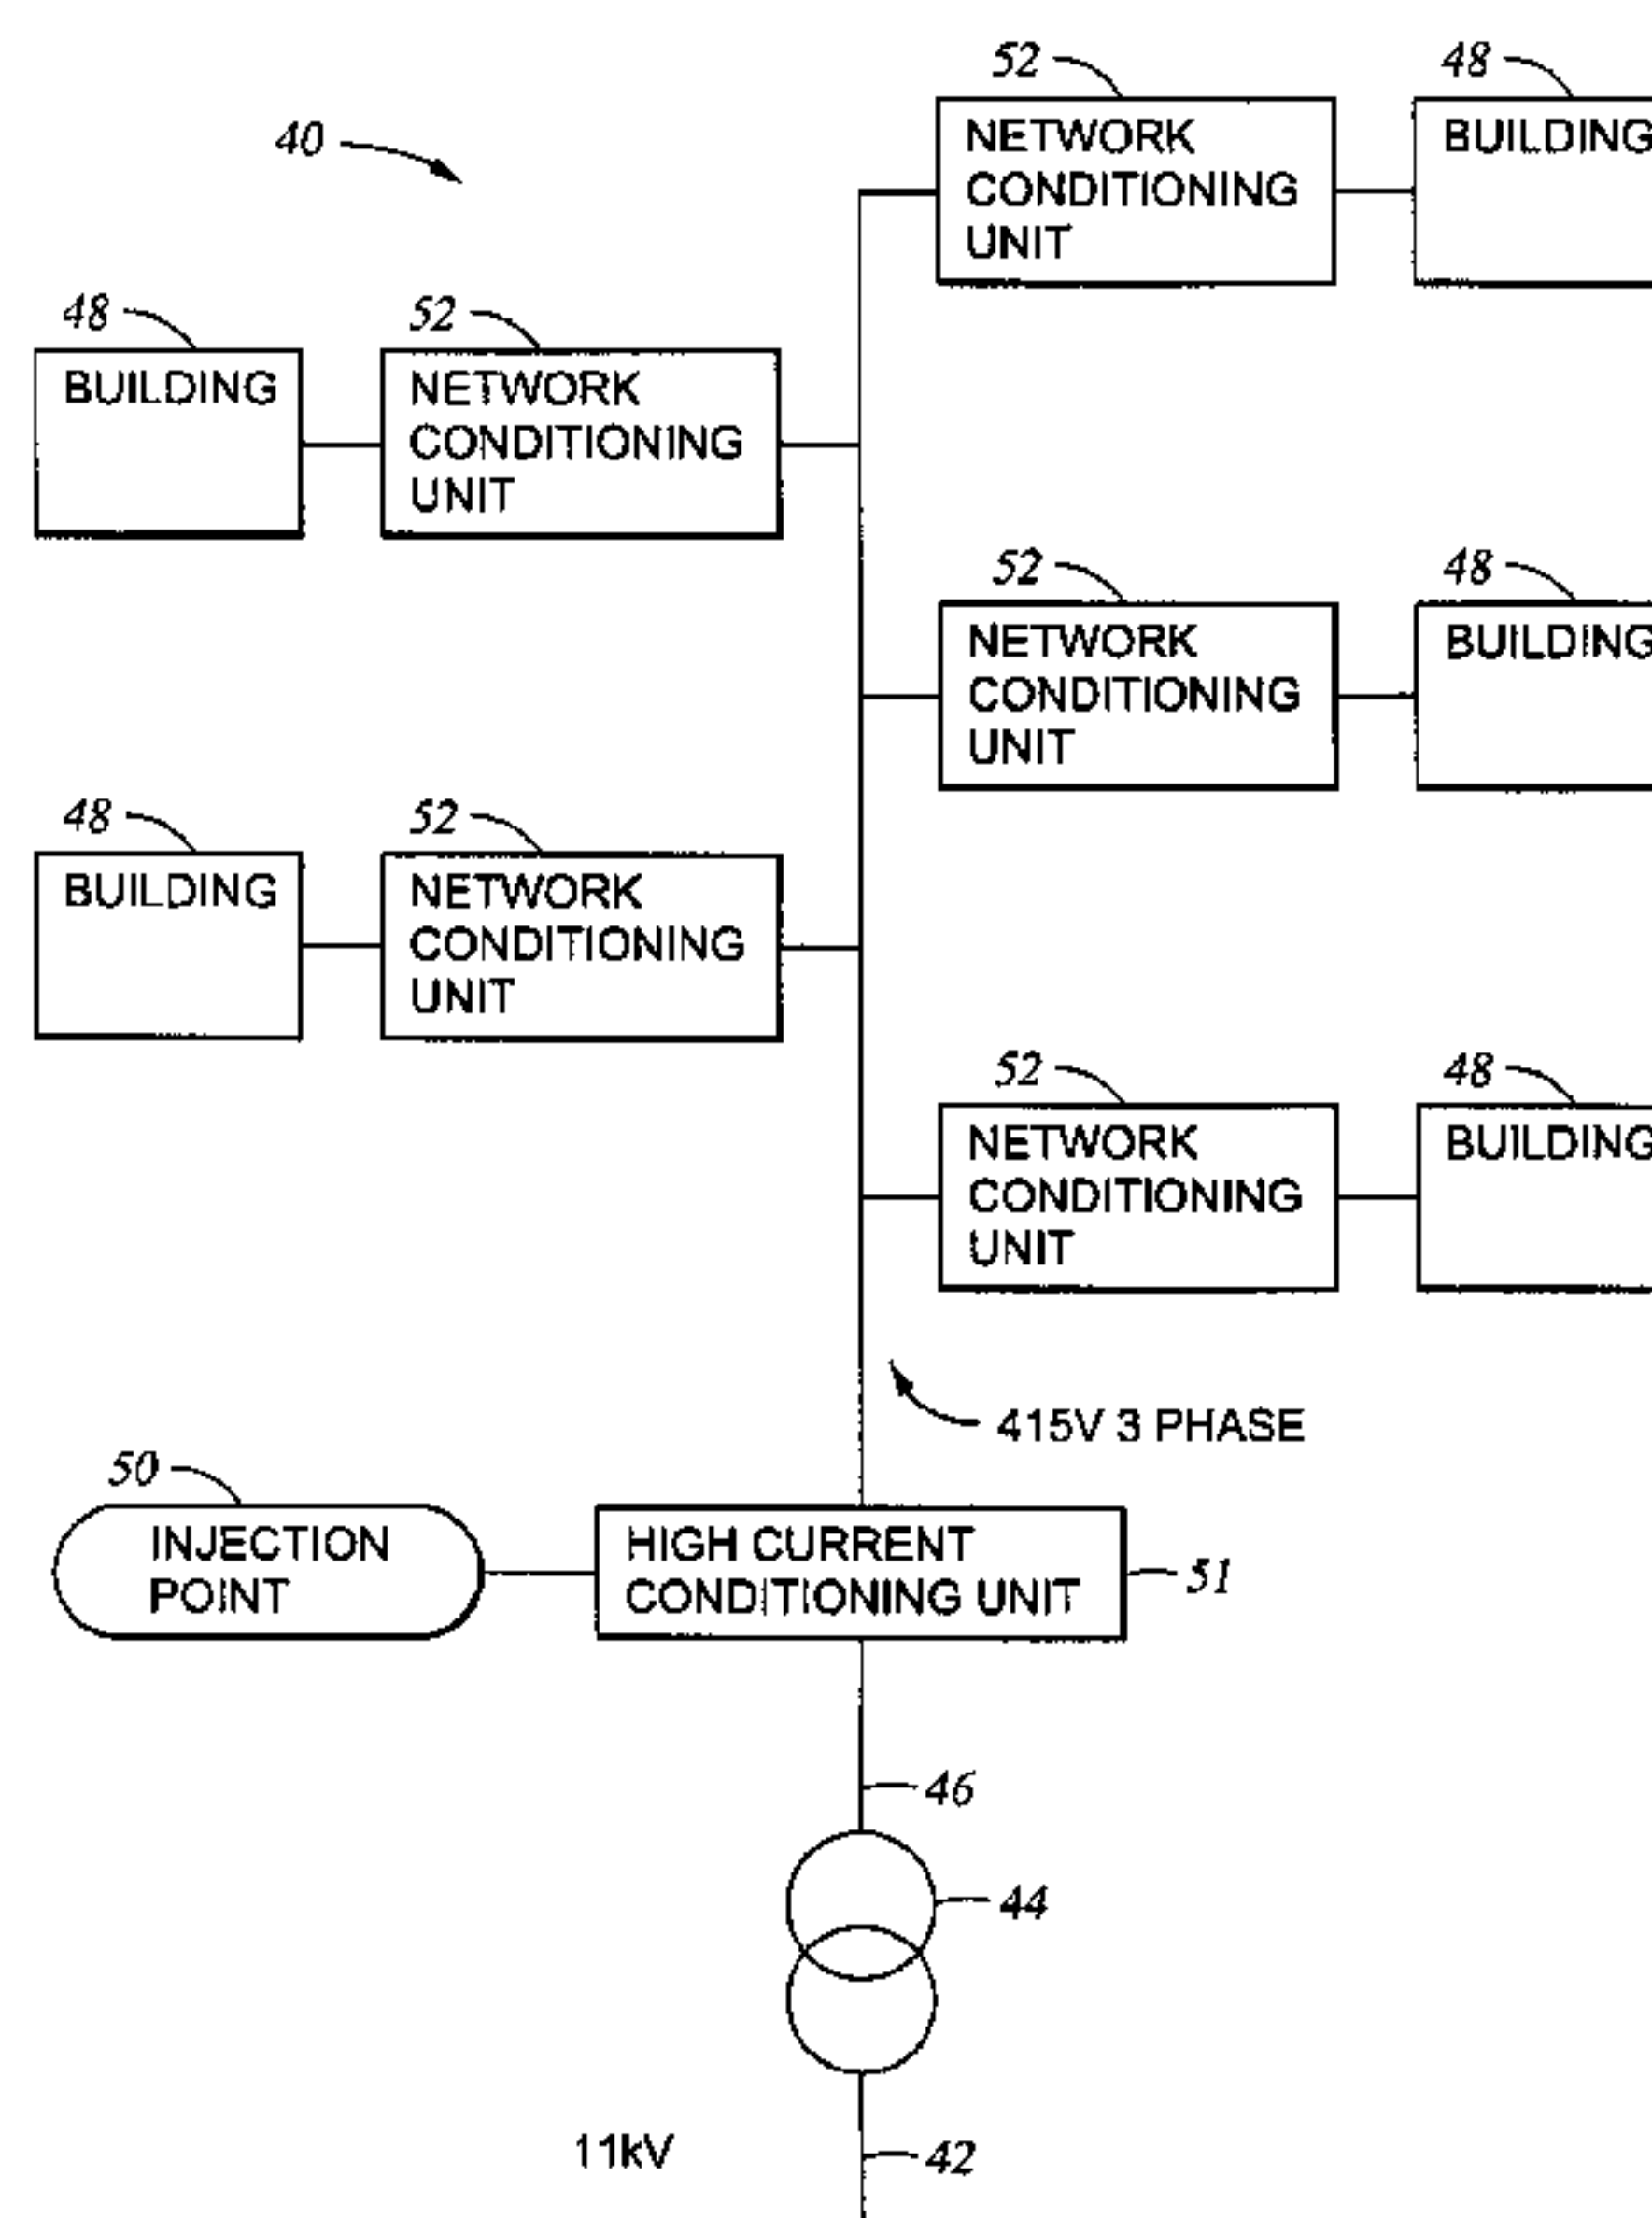 52
48
40
NETWORK
CONDITIONING
UNIT
BUILDING
48
52
BUILDING
NETWORK
CONDITIONING
UNIT
52
48
NETWORK
CONDITIONING
UNIT
BUILDING
48
52
BUILDING
NETWORK
CONDITIONING
UNIT
52
48
NETWORK
CONDITIONING
UNIT
BUILDING
415V 3 PHASE
50
INJECTION
POINT
HIGH CURRENT
CONDITIONING UNIT
51
46
44
11kV
42